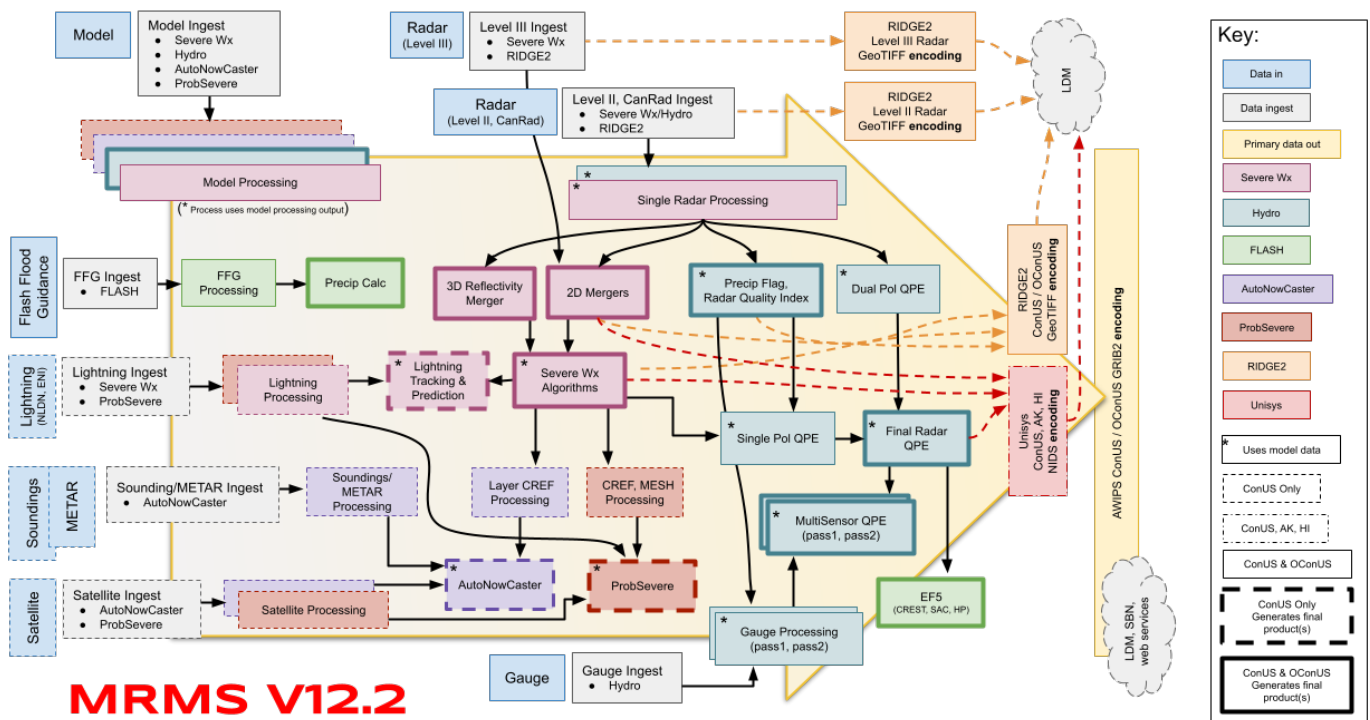 Model
Model Ingest
● Severe Wx
● Hydro
● AutoNowCaster
● ProbSevere
Radar
(Level III)
Level III Ingest
● Severe Wx
● RIDGE2
RIDGE2
Level III Radar
GeoTIFF encoding
LDM
Radar
(Level II, CanRad)
Level II, CanRad Ingest
● Severe Wx/Hydro
● RIDGE2
RIDGE2
Level II Radar
GeoTIFF encoding
Model Processing
(* Process uses model processing output)
*
*
Single Radar Processing
Flash Flood
Guidance
FFG Ingest
● FLASH
FFG
Processing
Precip Calc
3D Reflectivity
Merger
*
2D Mergers
*
Precip Flag,
Radar Quality Index
Dual Pol QPE
RIDGE2
ConUS / OConUS
GeoTIFF encoding
Lightning
(NLDN, ENI)
Lightning Ingest
● Severe Wx
● ProbSevere
Lightning
Processing
*
Lightning
Tracking &
Prediction
*
Severe Wx
Algorithms
*
Single Pol QPE
*
Final Radar
QPE
Unisys
ConUS, AK, HI
NIDS encoding
AWIPS ConUS / OConUS GRIB2 encoding
Soundings
METAR
Sounding/METAR Ingest
● AutoNowCaster
Soundings/
METAR
Processing
Layer CREF
Processing
CREF, MESH
Processing
*
MultiSensor QPE
(pass1, pass2)
Satellite
Satellite Ingest
● AutoNowCaster
● ProbSevere
Satellite Processing
*
AutoNowCaster
*
ProbSevere
EF5
(CREST, SAC, HP)
*
Gauge Processing
(pass1, pass2)
LDM, SBN,
web services
Gauge
Gauge Ingest
● Hydro
MRMS V12.2
Key:
Data in
Data ingest
Primary data out
Severe Wx
Hydro
FLASH
AutoNowCaster
ProbSevere
RIDGE2
Unisys
*
Uses model data
ConUS Only
ConUS, AK, HI
ConUS & OConUS
ConUS Only
Generates final
product(s)
ConUS & OConUS
Generates final
product(s)